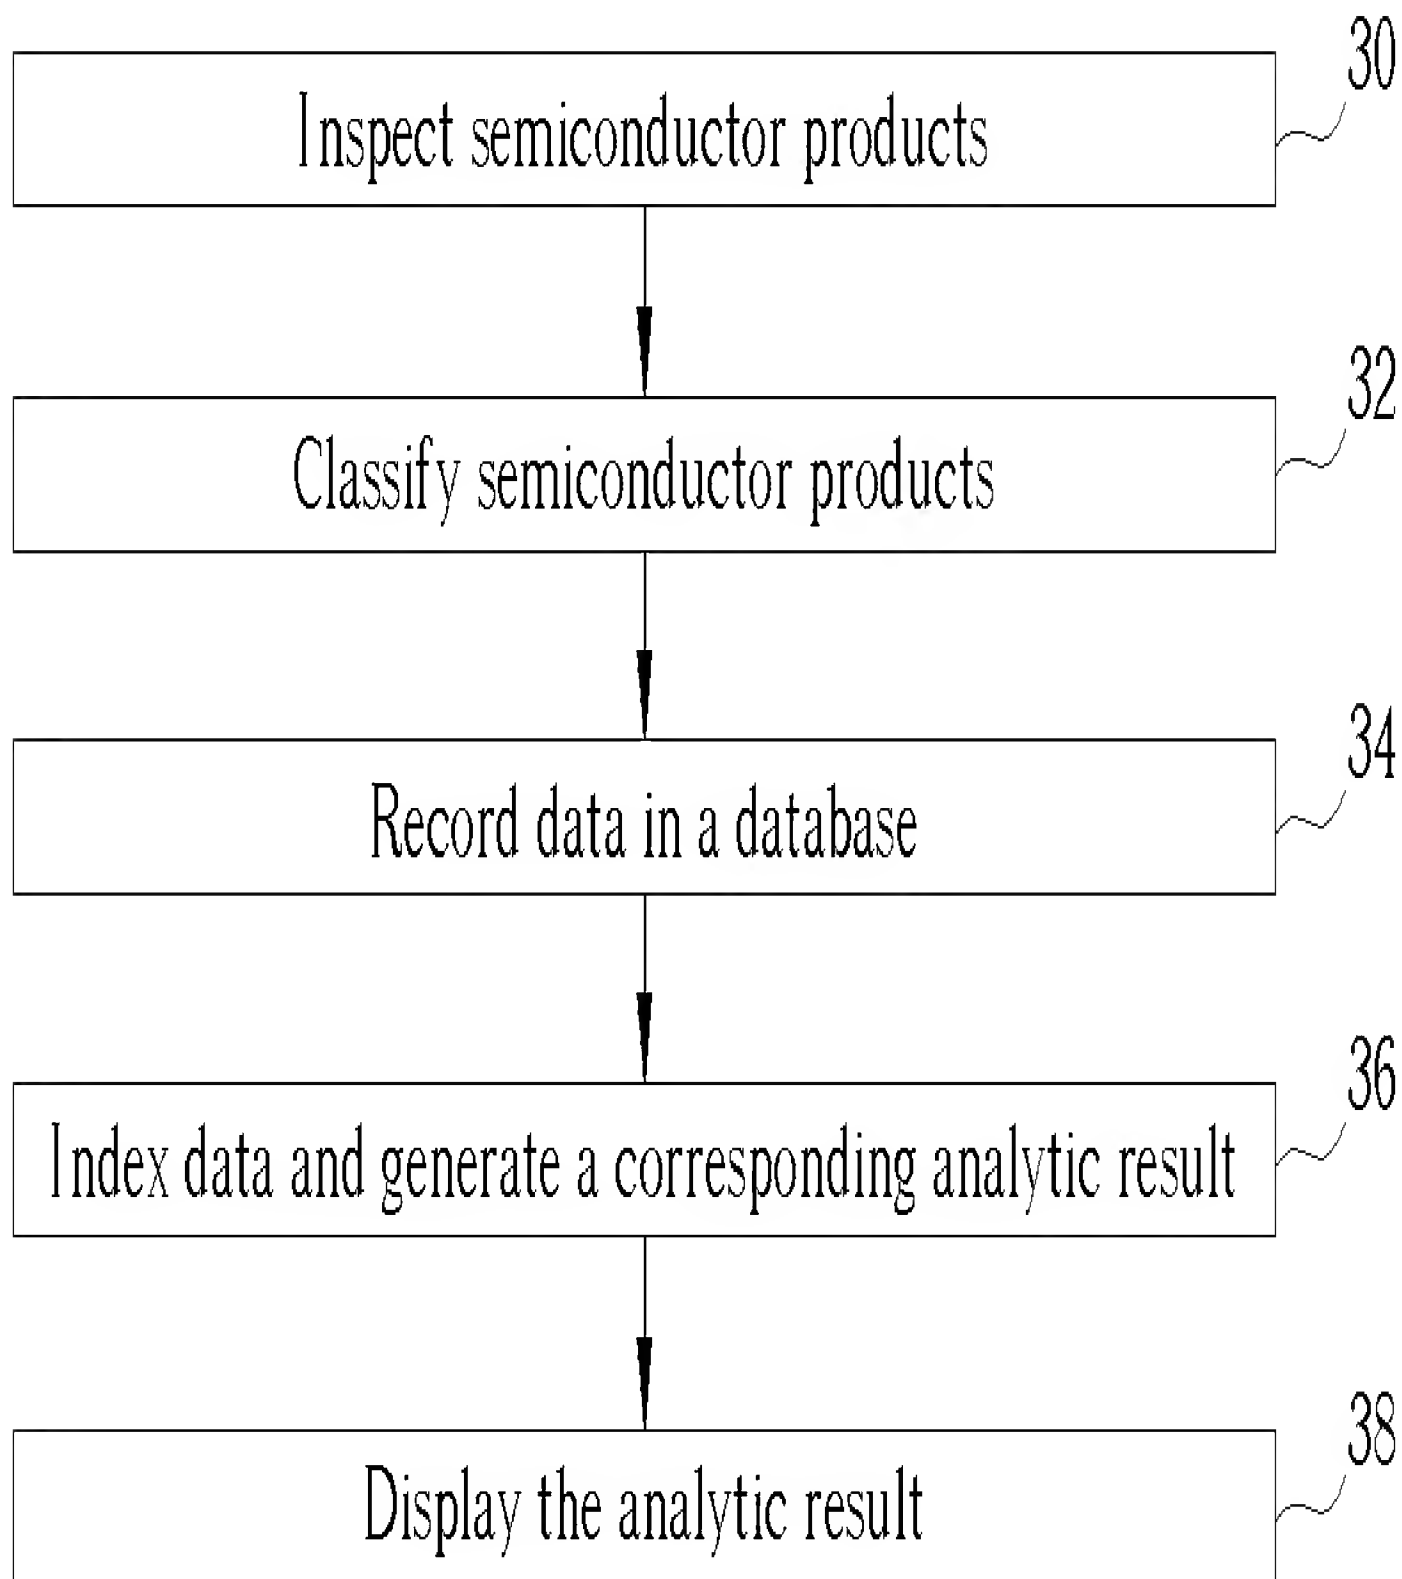 30
Inspect semiconductor products
32
Classify semiconductor products
34
Record data in a database
36
Index data and generate a corresponding analytic result
38
Display the analytic result